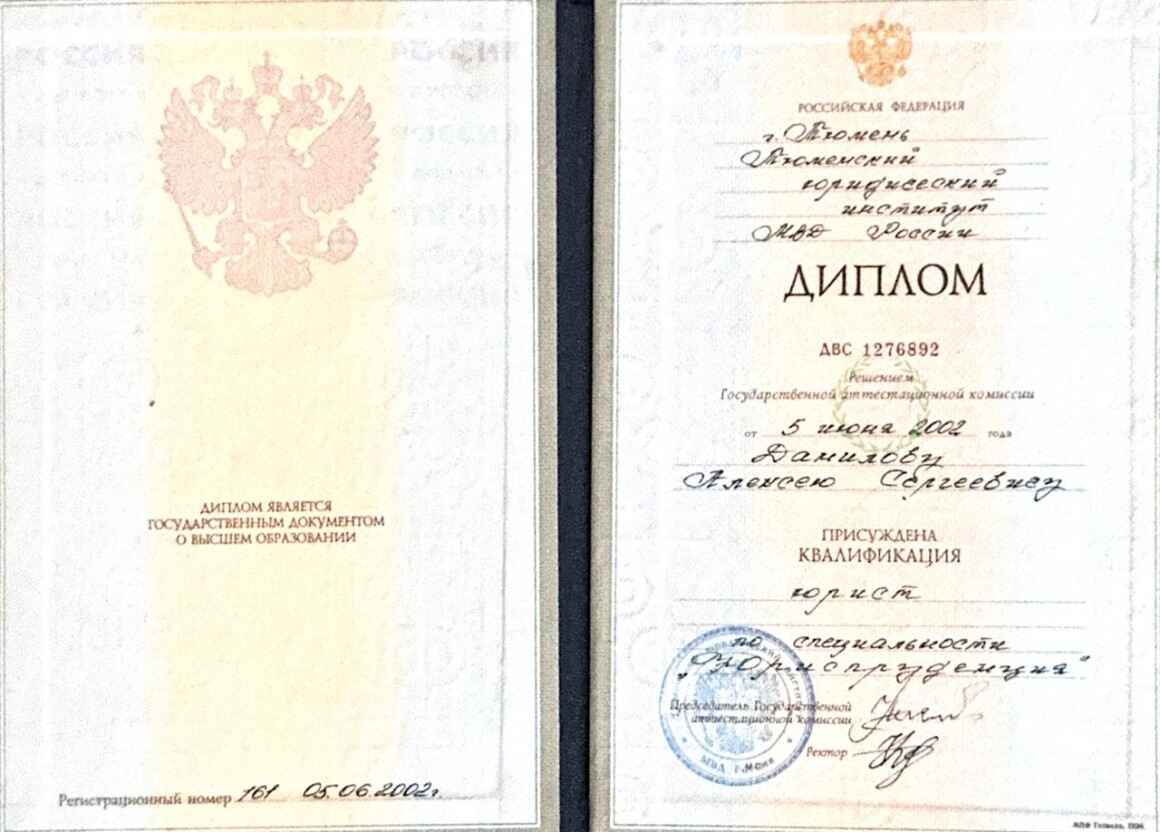 ДИПЛОМ ЯВЛЯЕТСЯ
ГОСУДАРСТВЕННЫМ ДОКУМЕНТОМ
О ВЫСШЕМ ОБРАЗОВАНИИ
Регистрационный номер 161 05.06.2002г.
РОССИЙСКАЯ ФЕДЕРАЦИЯ
г. Тюмень
Тюменский
юридический
институт
МВД России
ДИПЛОМ
ДВС 1276892
Решением
Государственной аттестационной комиссии
от 5 июня 2002 года
Данилову
Алексею Сергеевичу
ПРИСУЖДЕНА
КВАЛИФИКАЦИЯ
юрист
по специальности
"Юриспруденция"
Председатель Государственной
аттестационной комиссии
Ректор
МВД России